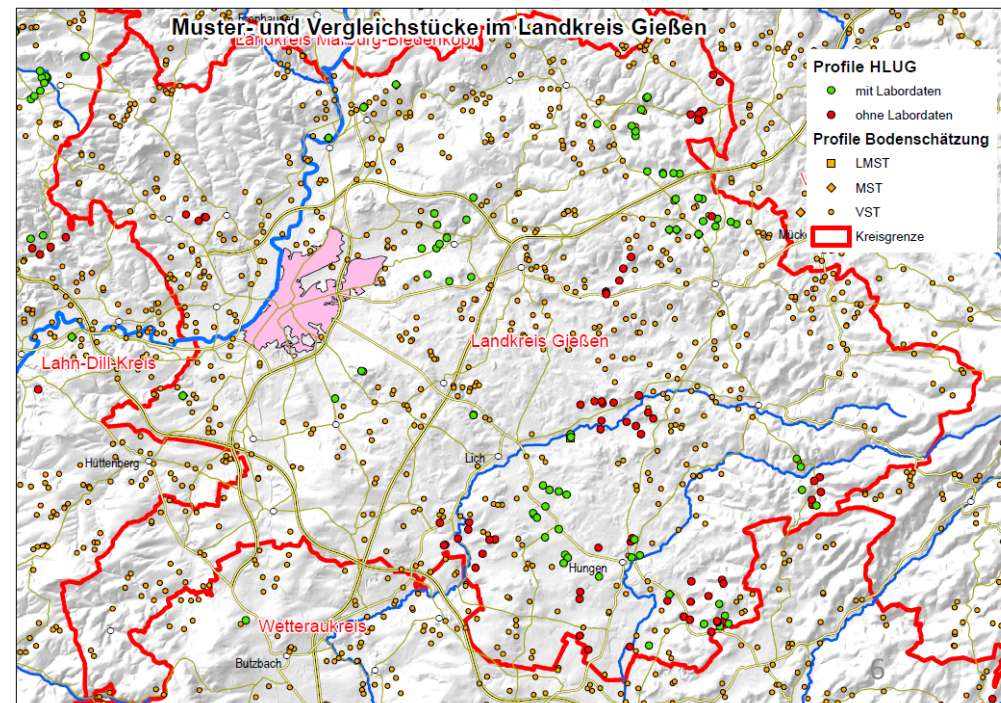 Muster- und Vergleichstücke im Landkreis Gießen
Landkreis Marburg-Biedenkopf
Profile HLUG
mit Labordaten
ohne Labordaten
Profile Bodenschätzung
LMST
MST
VST
Kreisgrenze
Landkreis Gießen
Lahn-Dill-Kreis
Hüttenberg
Lich
Hungen
Wetteraukreis
Butzbach
6